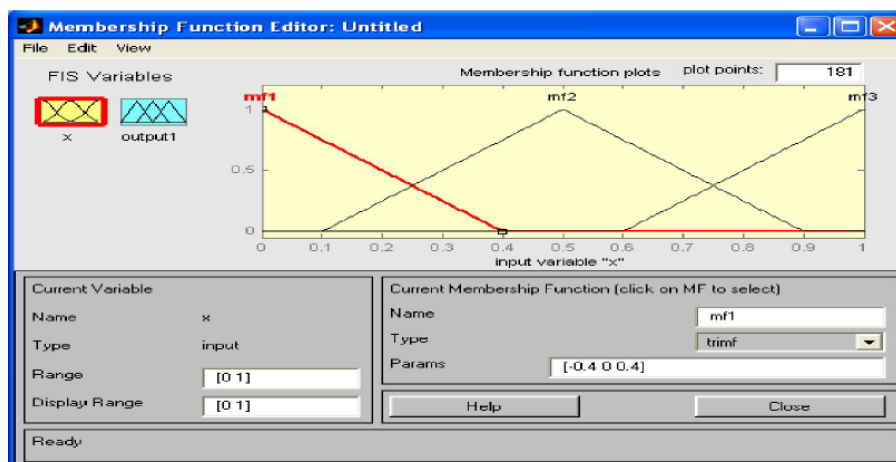 Membership Function Editor: Untitled
File Edit View
FIS Variables
x
output1
Membership function plots
plot points: 181
mf1 mf2 mf3
1
0.5
0
0 0.1 0.2 0.3 0.4 0.5 0.6 0.7 0.8 0.9 1
input variable "x"
Current Variable
Name x
Type input
Range [0 1]
Display Range [0 1]
Current Membership Function (click on MF to select)
Name mf1
Type trimf
Params [-0.4 0 0.4]
Help Close
Ready